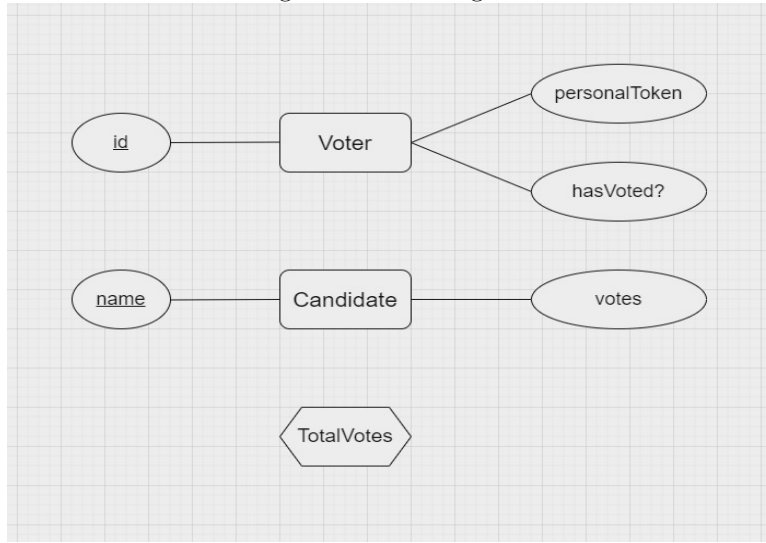 personalToken
id
Voter
hasVoted?
name
Candidate
votes
TotalVotes